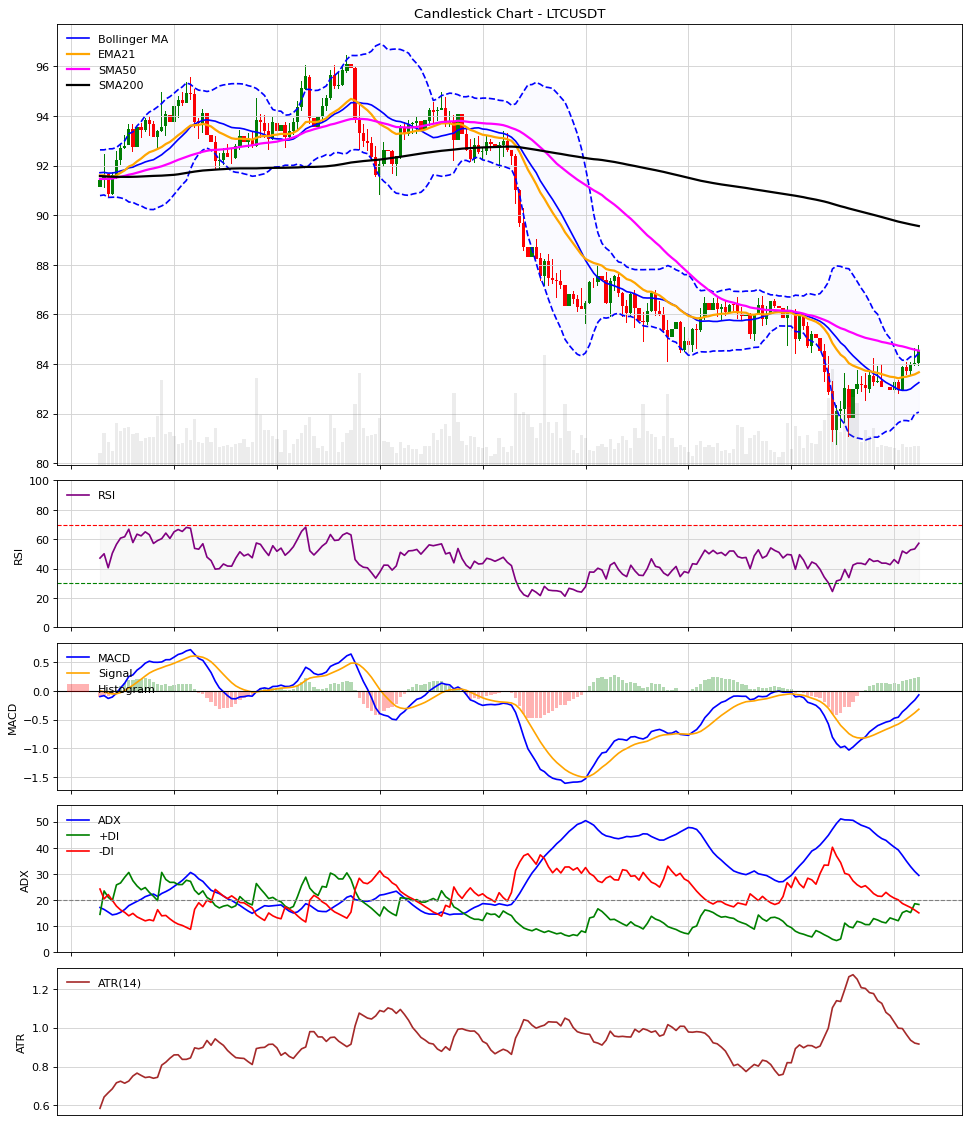 Candlestick Chart - LTCUSDT
Bollinger MA
EMA21
SMA50
SMA200
96
94
92
90
88
86
84
82
80
RSI
RSI
100
80
60
40
20
0
MACD
Signal
Histogram
MACD
0.5
0.0
−0.5
−1.0
−1.5
ADX
+DI
-DI
ADX
50
40
30
20
10
0
ATR(14)
ATR
1.2
1.0
0.8
0.6